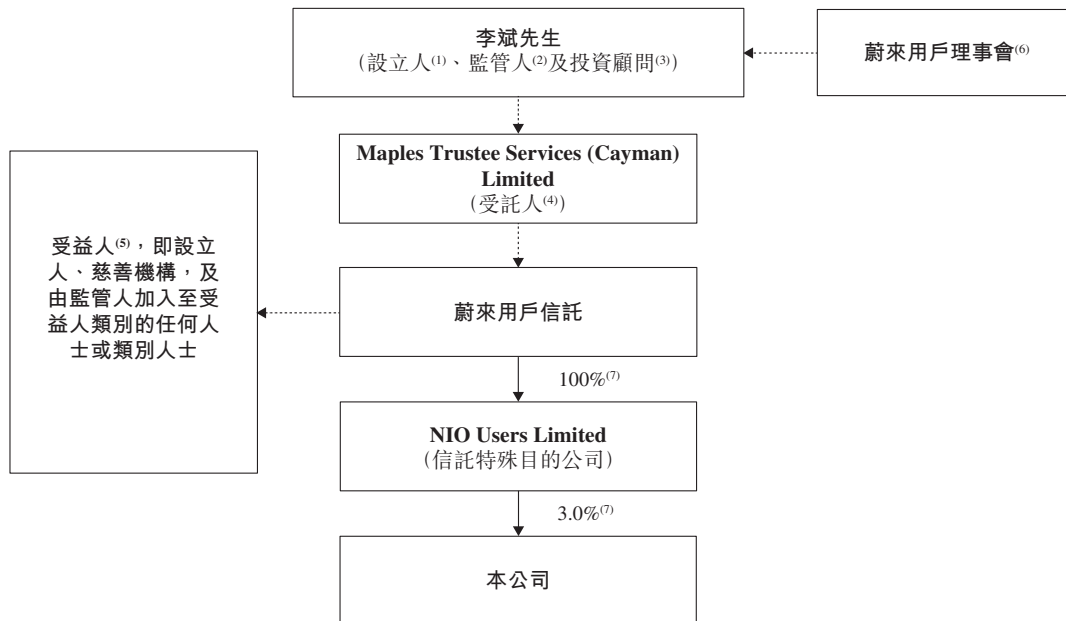 李斌先生
（設立人(1)、監管人(2)及投資顧問(3)）
蔚來用戶理事會(6)
Maples Trustee Services (Cayman)
Limited
（受託人(4)）
受益人(5)，即設立
人、慈善機構，及
由監管人加入至受
益人類別的任何人
士或類別人士
蔚來用戶信託
100%(7)
NIO Users Limited
（信託特殊目的公司）
3.0%(7)
本公司